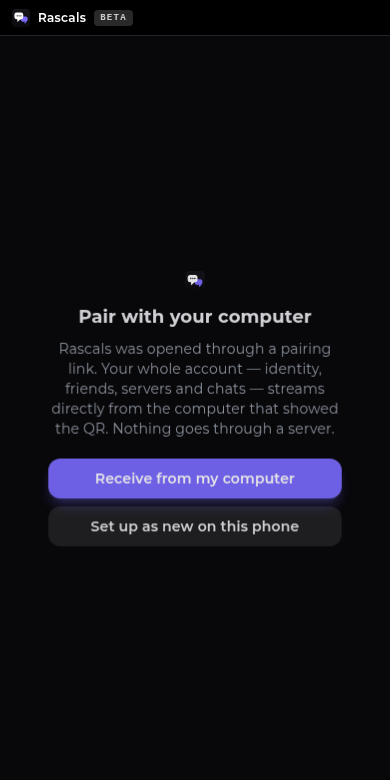 Rascals BETA
Pair with your computer
Rascals was opened through a pairing
link. Your whole account — identity,
friends, servers and chats — streams
directly from the computer that showed
the QR. Nothing goes through a server.
Receive from my computer
Set up as new on this phone